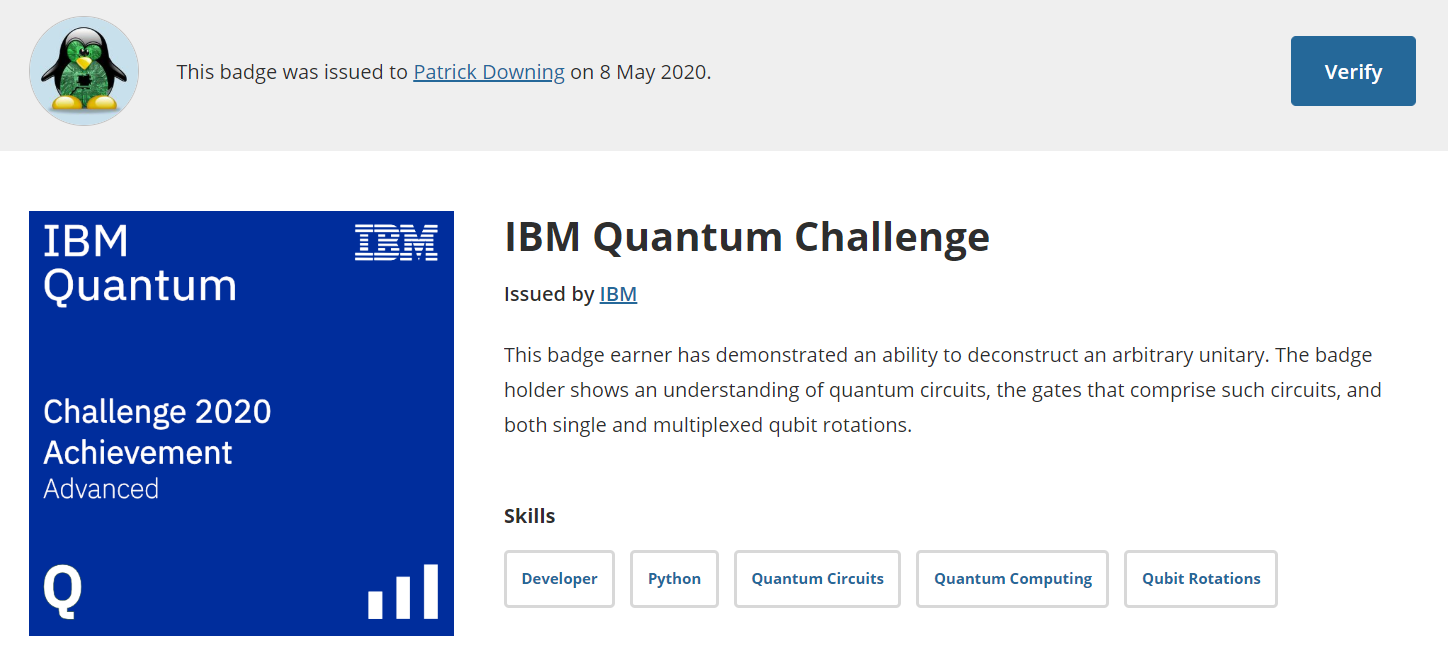 This badge was issued to Patrick Downing on 8 May 2020.
Verify
IBM
Quantum
IBM
Challenge 2020
Achievement
Advanced
Q
IBM Quantum Challenge
Issued by IBM
This badge earner has demonstrated an ability to deconstruct an arbitrary unitary. The badge
holder shows an understanding of quantum circuits, the gates that comprise such circuits, and
both single and multiplexed qubit rotations.
Skills
Developer
Python
Quantum Circuits
Quantum Computing
Qubit Rotations